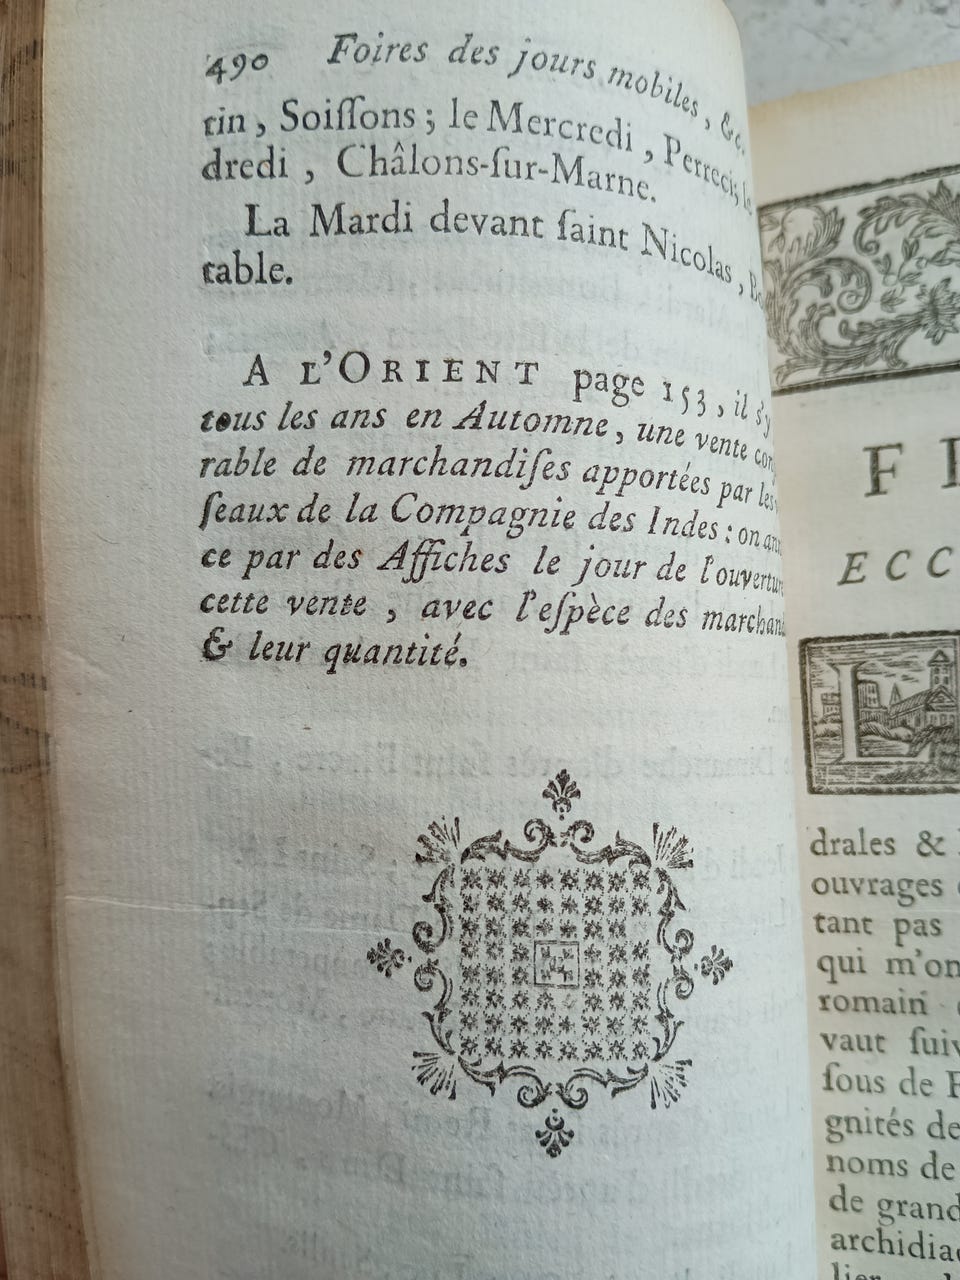 490 Foires des jours mobiles, &c.
tin, Soiſſons; le Mercredi, Perreci; le
dredi, Châlons-ſur-Marne.
La Mardi devant ſaint Nicolas,
table.
A L'ORIENT page 153, il s'y
tous les ans en Automne, une vente
rable de marchandiſes apportées par les
ſeaux de la Compagnie des Indes: on
ce par des Affiches le jour de l'ouvertu
cette vente, avec l'eſpèce des marchan
& leur quantité.
F
ECC
L
drales &
ouvrages
tant pas
qui m'on
romain
vaut ſuiv
ſous de F
gnités de
noms de
de grand
archidia